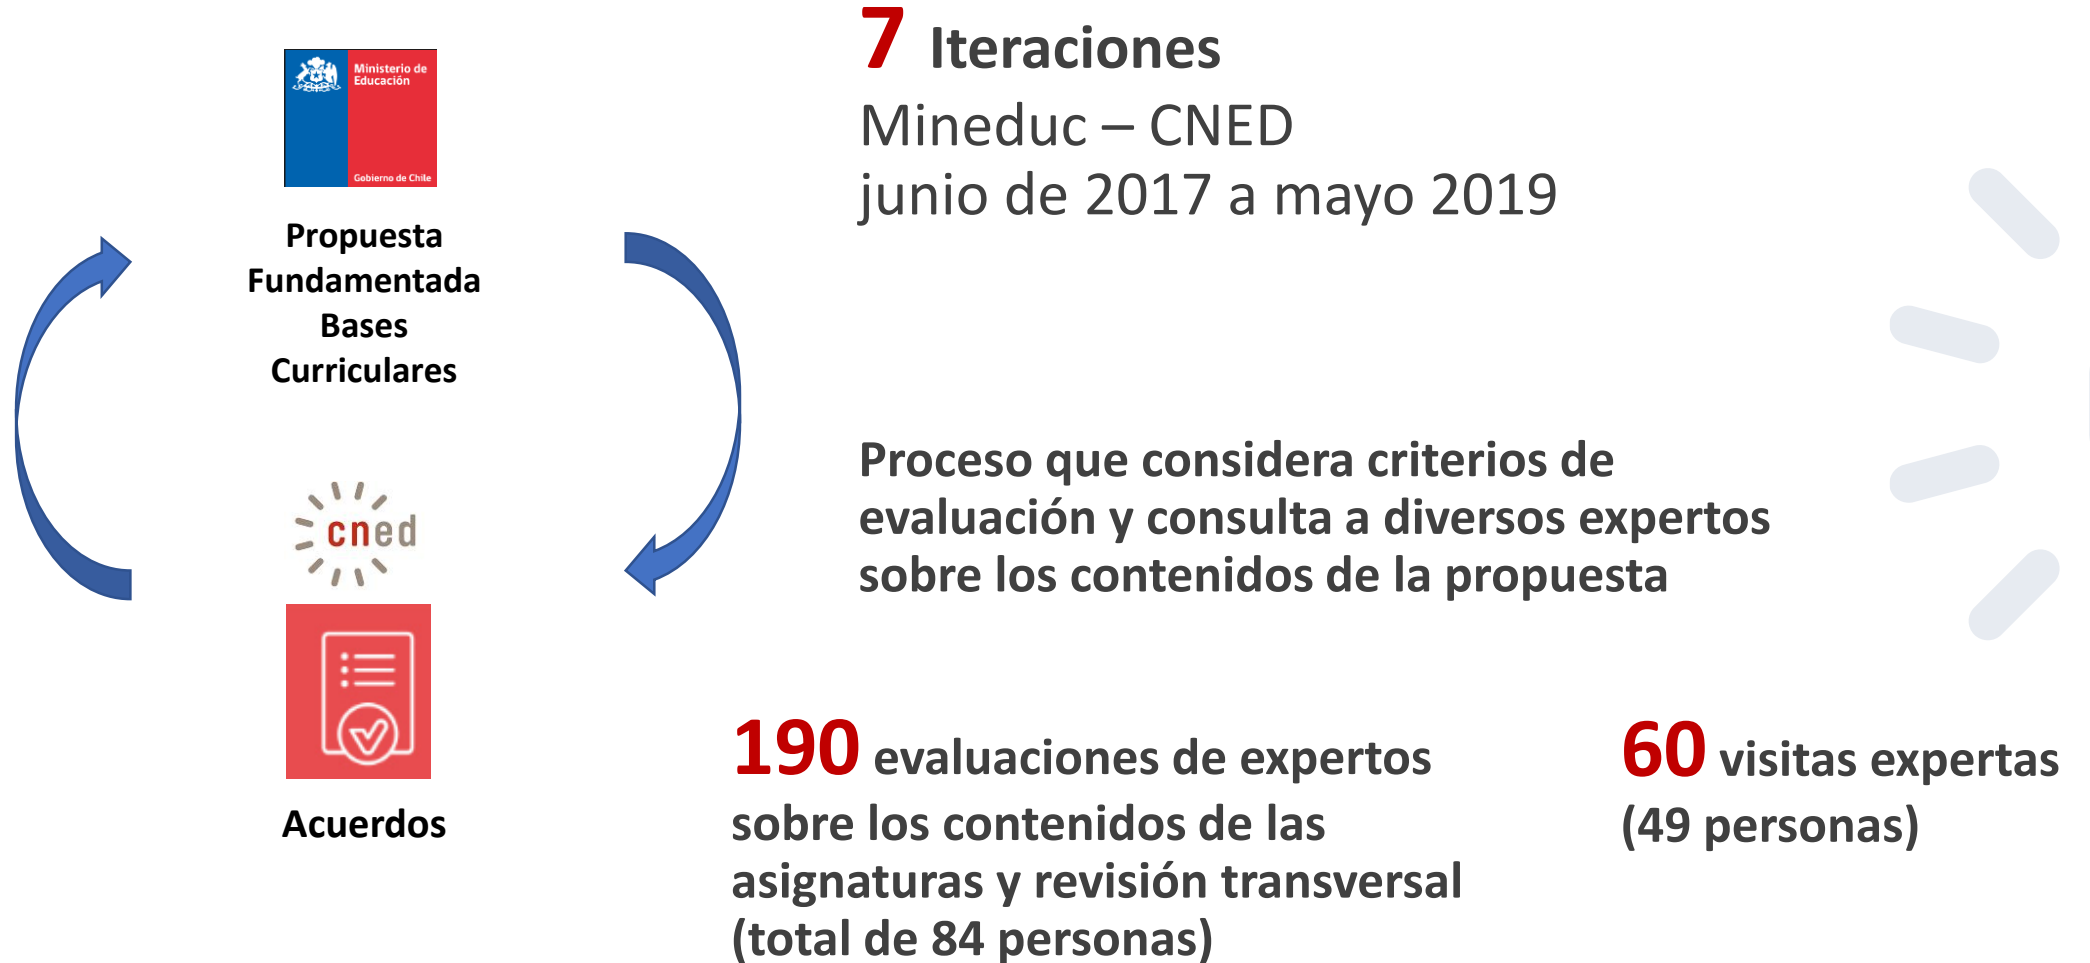 Ministerio de
Educación
Gobierno de Chile
Propuesta
Fundamentada
Bases
Curriculares
cned
Acuerdos
7 Iteraciones
Mineduc – CNED
junio de 2017 a mayo 2019
Proceso que considera criterios de
evaluación y consulta a diversos expertos
sobre los contenidos de la propuesta
190 evaluaciones de expertos
sobre los contenidos de las
asignaturas y revisión transversal
(total de 84 personas)
60 visitas expertas
(49 personas)